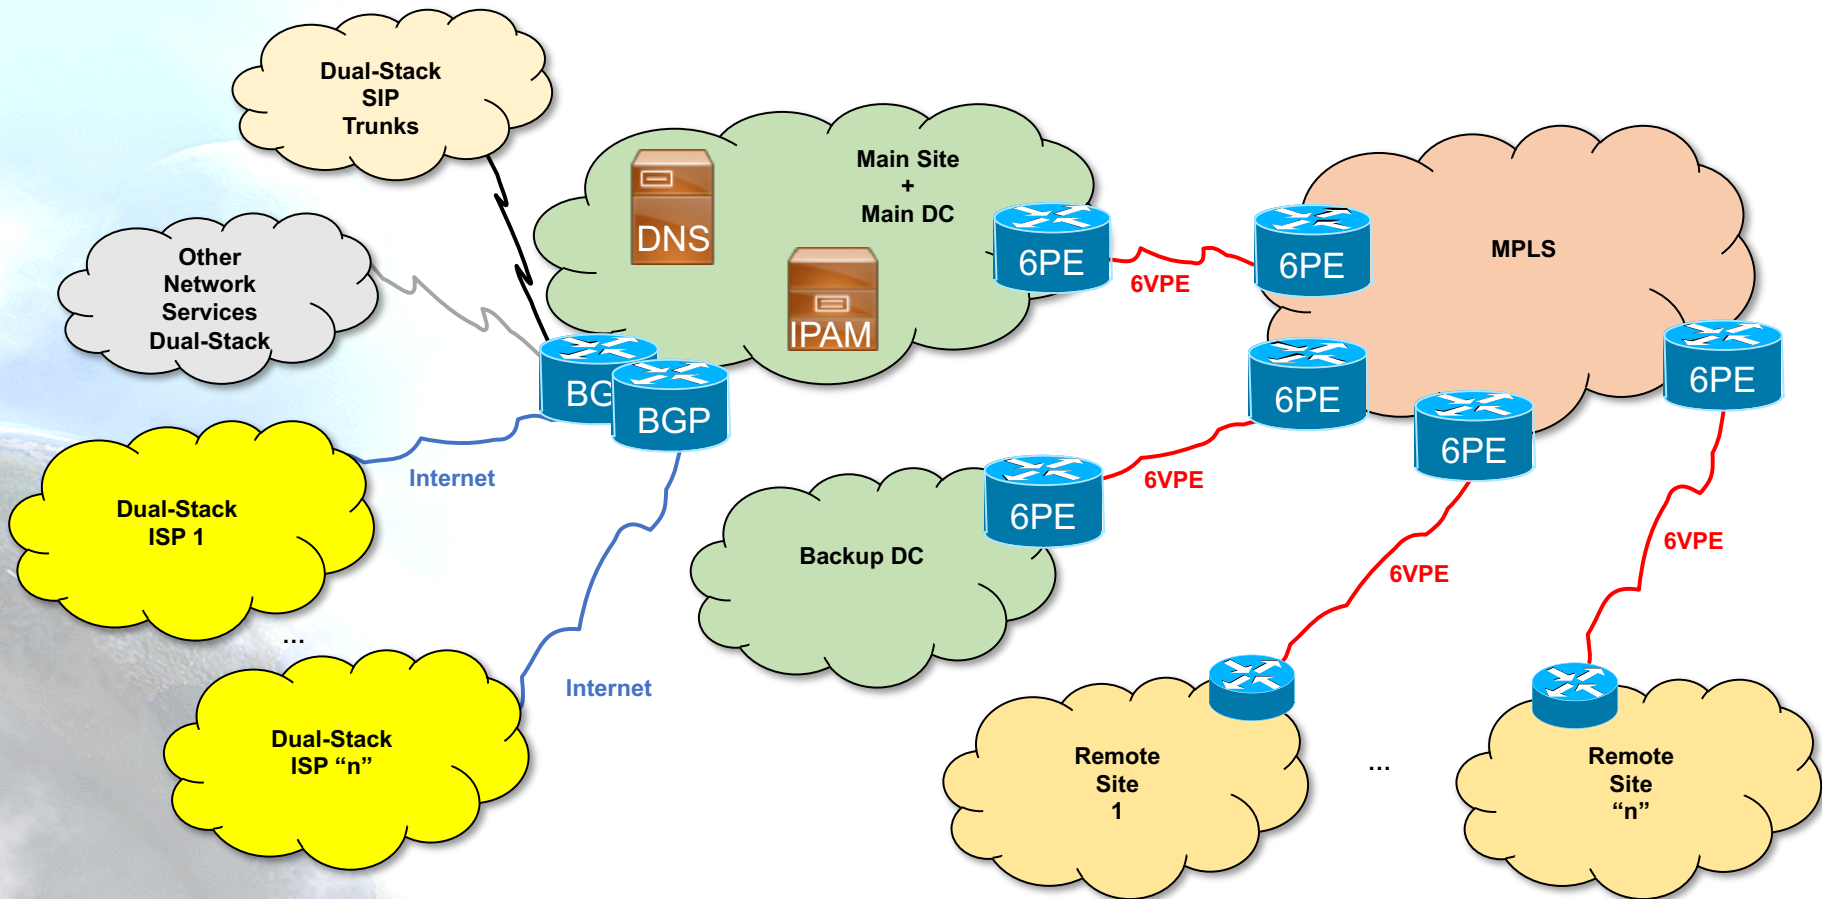 Dual-Stack
SIP
Trunks
Other
Network
Services
Dual-Stack
Dual-Stack
ISP 1
...
Dual-Stack
ISP “n”
Internet
Internet
DNS
IPAM
Main Site
+
Main DC
BG
BGP
6PE
6VPE
6PE
MPLS
6PE
6PE
6PE
6VPE
6PE
Backup DC
6VPE
6VPE
Remote
Site
1
...
Remote
Site
“n”